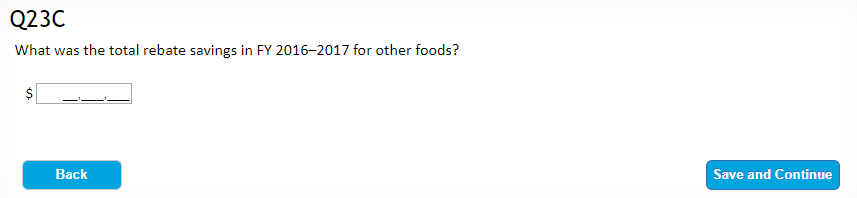 Q23C
What was the total rebate savings in FY 2016–2017 for other foods?
$ __,___,___
Back Save and Continue